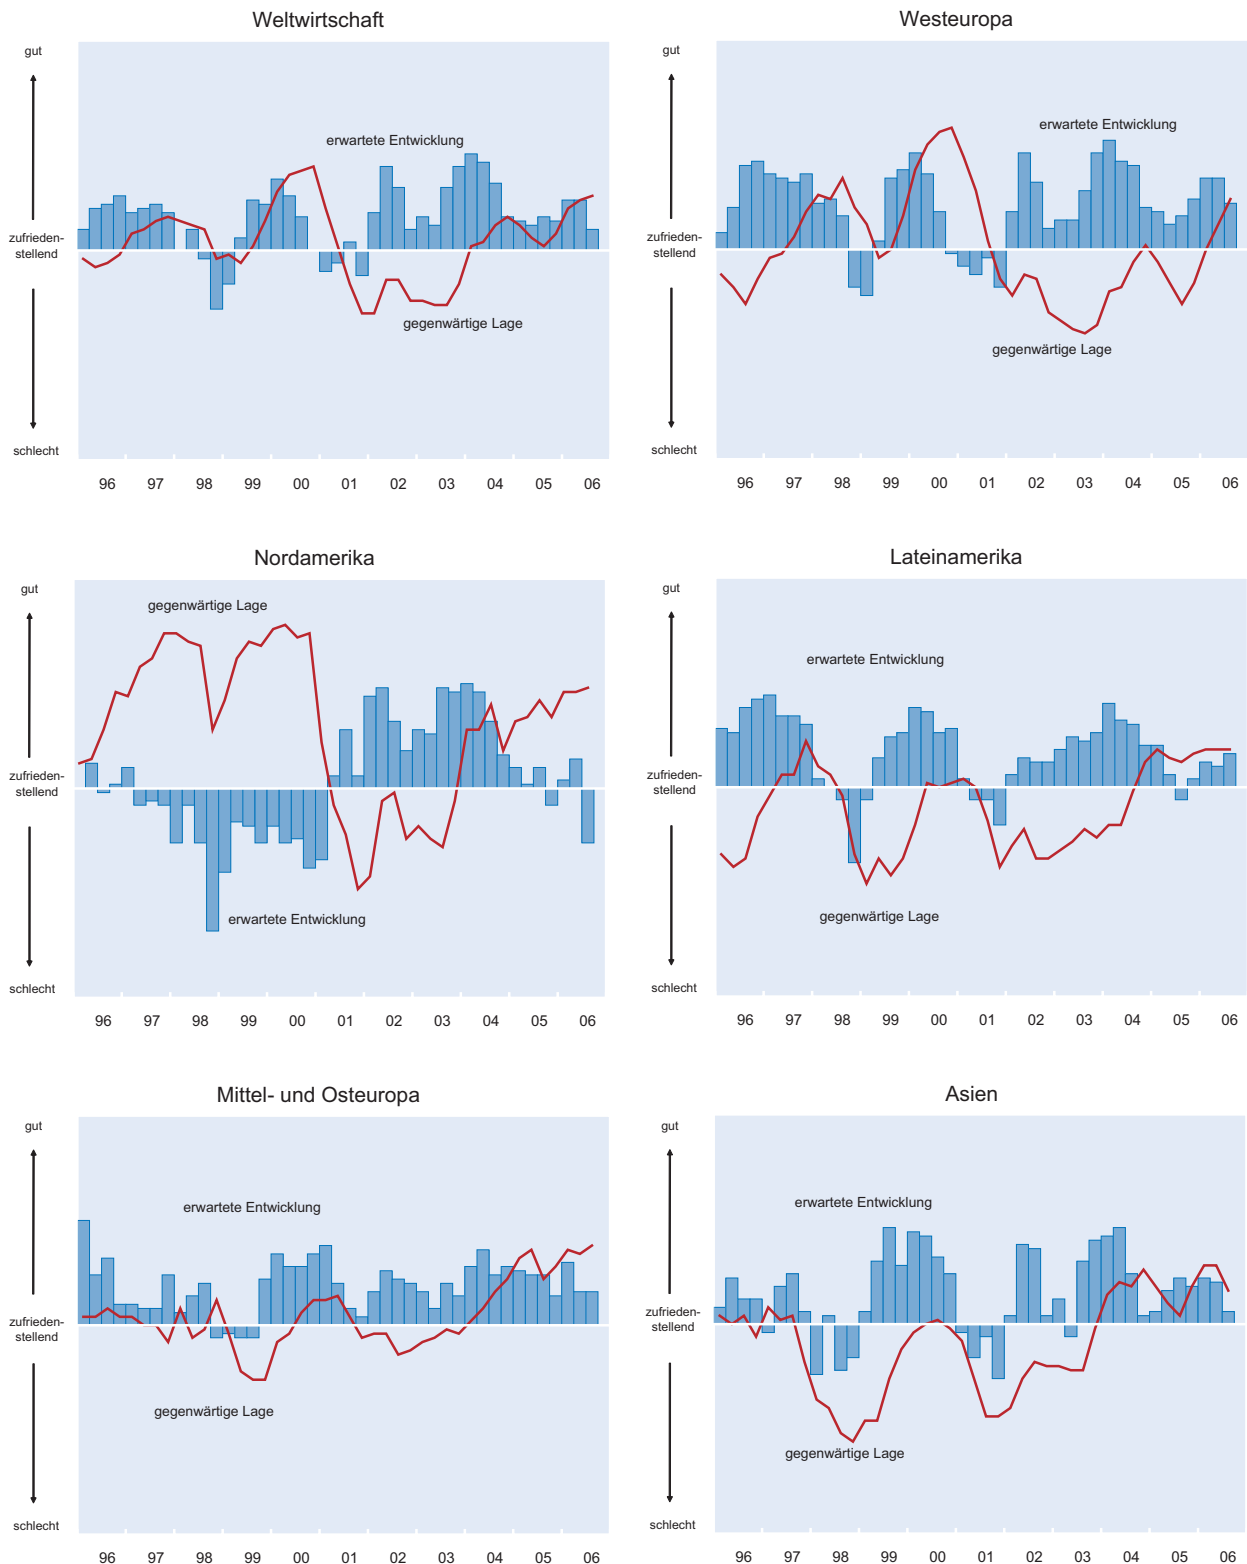 Weltwirtschaft
gut
erwartete Entwicklung
zufrieden-
stellend
gegenwärtige Lage
schlecht
96 97 98 99 00 01 02 03 04 05 06
Westeuropa
gut
erwartete Entwicklung
zufrieden-
stellend
gegenwärtige Lage
schlecht
96 97 98 99 00 01 02 03 04 05 06
Nordamerika
gut
gegenwärtige Lage
zufrieden-
stellend
erwartete Entwicklung
schlecht
96 97 98 99 00 01 02 03 04 05 06
Lateinamerika
gut
erwartete Entwicklung
zufrieden-
stellend
gegenwärtige Lage
schlecht
96 97 98 99 00 01 02 03 04 05 06
Mittel- und Osteuropa
gut
erwartete Entwicklung
zufrieden-
stellend
gegenwärtige Lage
schlecht
96 97 98 99 00 01 02 03 04 05 06
Asien
gut
erwartete Entwicklung
zufrieden-
stellend
gegenwärtige Lage
schlecht
96 97 98 99 00 01 02 03 04 05 06